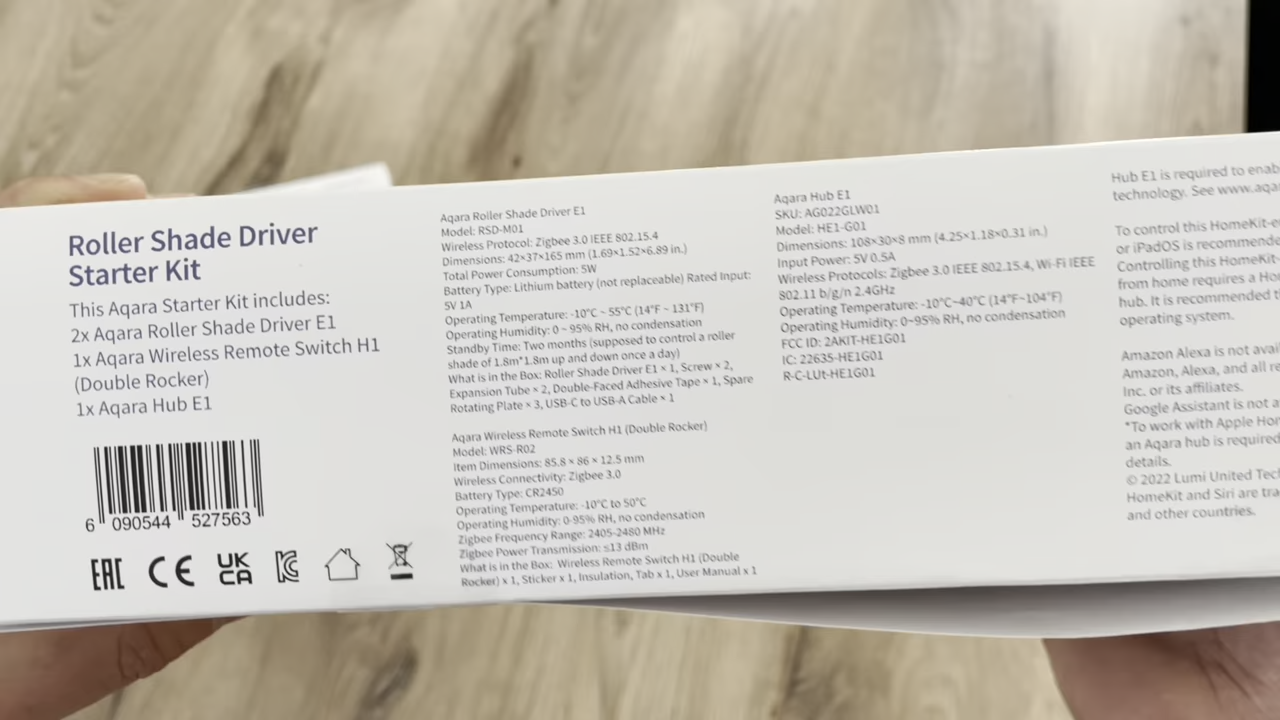 Roller Shade Driver
Starter Kit
This Aqara Starter Kit includes:
2x Aqara Roller Shade Driver E1
1x Aqara Wireless Remote Switch H1
(Double Rocker)
1x Aqara Hub E1
6 090544 527563
EAC CE UK
CA
Aqara Roller Shade Driver E1
Model: RSD-M01
Wireless Protocol: Zigbee 3.0 IEEE 802.15.4
Dimensions: 42×37×165 mm (1.69×1.52×6.89 in.)
Total Power Consumption: 5W
Battery Type: Lithium battery (not replaceable) Rated Input:
5V 1A
Operating Temperature: -10°C ~ 55°C (14°F ~ 131°F)
Operating Humidity: 0 ~ 95% RH, no condensation
Standby Time: Two months (supposed to control a roller
shade of 1.8m*1.8m up and down once a day)
What is in the Box: Roller Shade Driver E1 × 1, Screw × 2,
Expansion Tube × 2, Double-Faced Adhesive Tape × 1, Spare
Rotating Plate × 3, USB-C to USB-A Cable × 1
Aqara Wireless Remote Switch H1 (Double Rocker)
Model: WRS-R02
Item Dimensions: 85.8 × 86 × 12.5 mm
Wireless Connectivity: Zigbee 3.0
Battery Type: CR2450
Operating Temperature: -10°C to 50°C
Operating Humidity: 0-95% RH, no condensation
Zigbee Frequency Range: 2405-2480 MHz
Zigbee Power Transmission: ≤13 dBm
What is in the Box: Wireless Remote Switch H1 (Double
Rocker) x 1, Sticker x 1, Insulation, Tab x 1, User Manual x 1
Aqara Hub E1
SKU: AG022GLW01
Model: HE1-G01
Dimensions: 108×30×8 mm (4.25×1.18×0.31 in.)
Input Power: 5V 0.5A
Wireless Protocols: Zigbee 3.0 IEEE 802.15.4, Wi-Fi IEEE
802.11 b/g/n 2.4GHz
Operating Temperature: -10°C~40°C (14°F~104°F)
Operating Humidity: 0~95% RH, no condensation
FCC ID: 2AKIT-HE1G01
IC: 22635-HE1G01
R-C-LUt-HE1G01
Hub E1 is required to enab
technology. See www.aqa
To control this HomeKit-e
or iPadOS is recommende
Controlling this HomeKit-
from home requires a Ho
hub. It is recommended t
operating system.
Amazon Alexa is not avai
Amazon, Alexa, and all re
Inc. or its affiliates.
Google Assistant is not a
*To work with Apple Hom
an Aqara hub is required
details.
© 2022 Lumi United Tec
HomeKit and Siri are tra
and other countries.